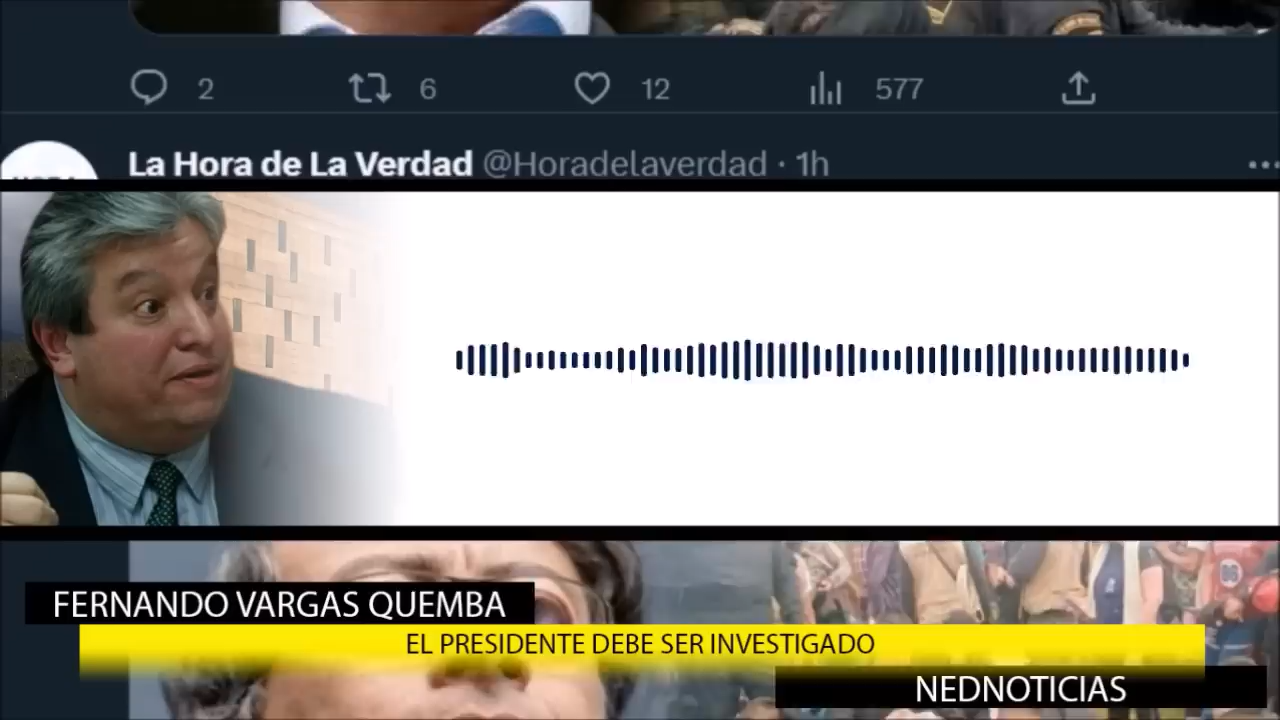 2 6 12 577
La Hora de La Verdad @Horadelaverdad · 1h
FERNANDO VARGAS QUEMBA
EL PRESIDENTE DEBE SER INVESTIGADO
NEDNOTICIAS